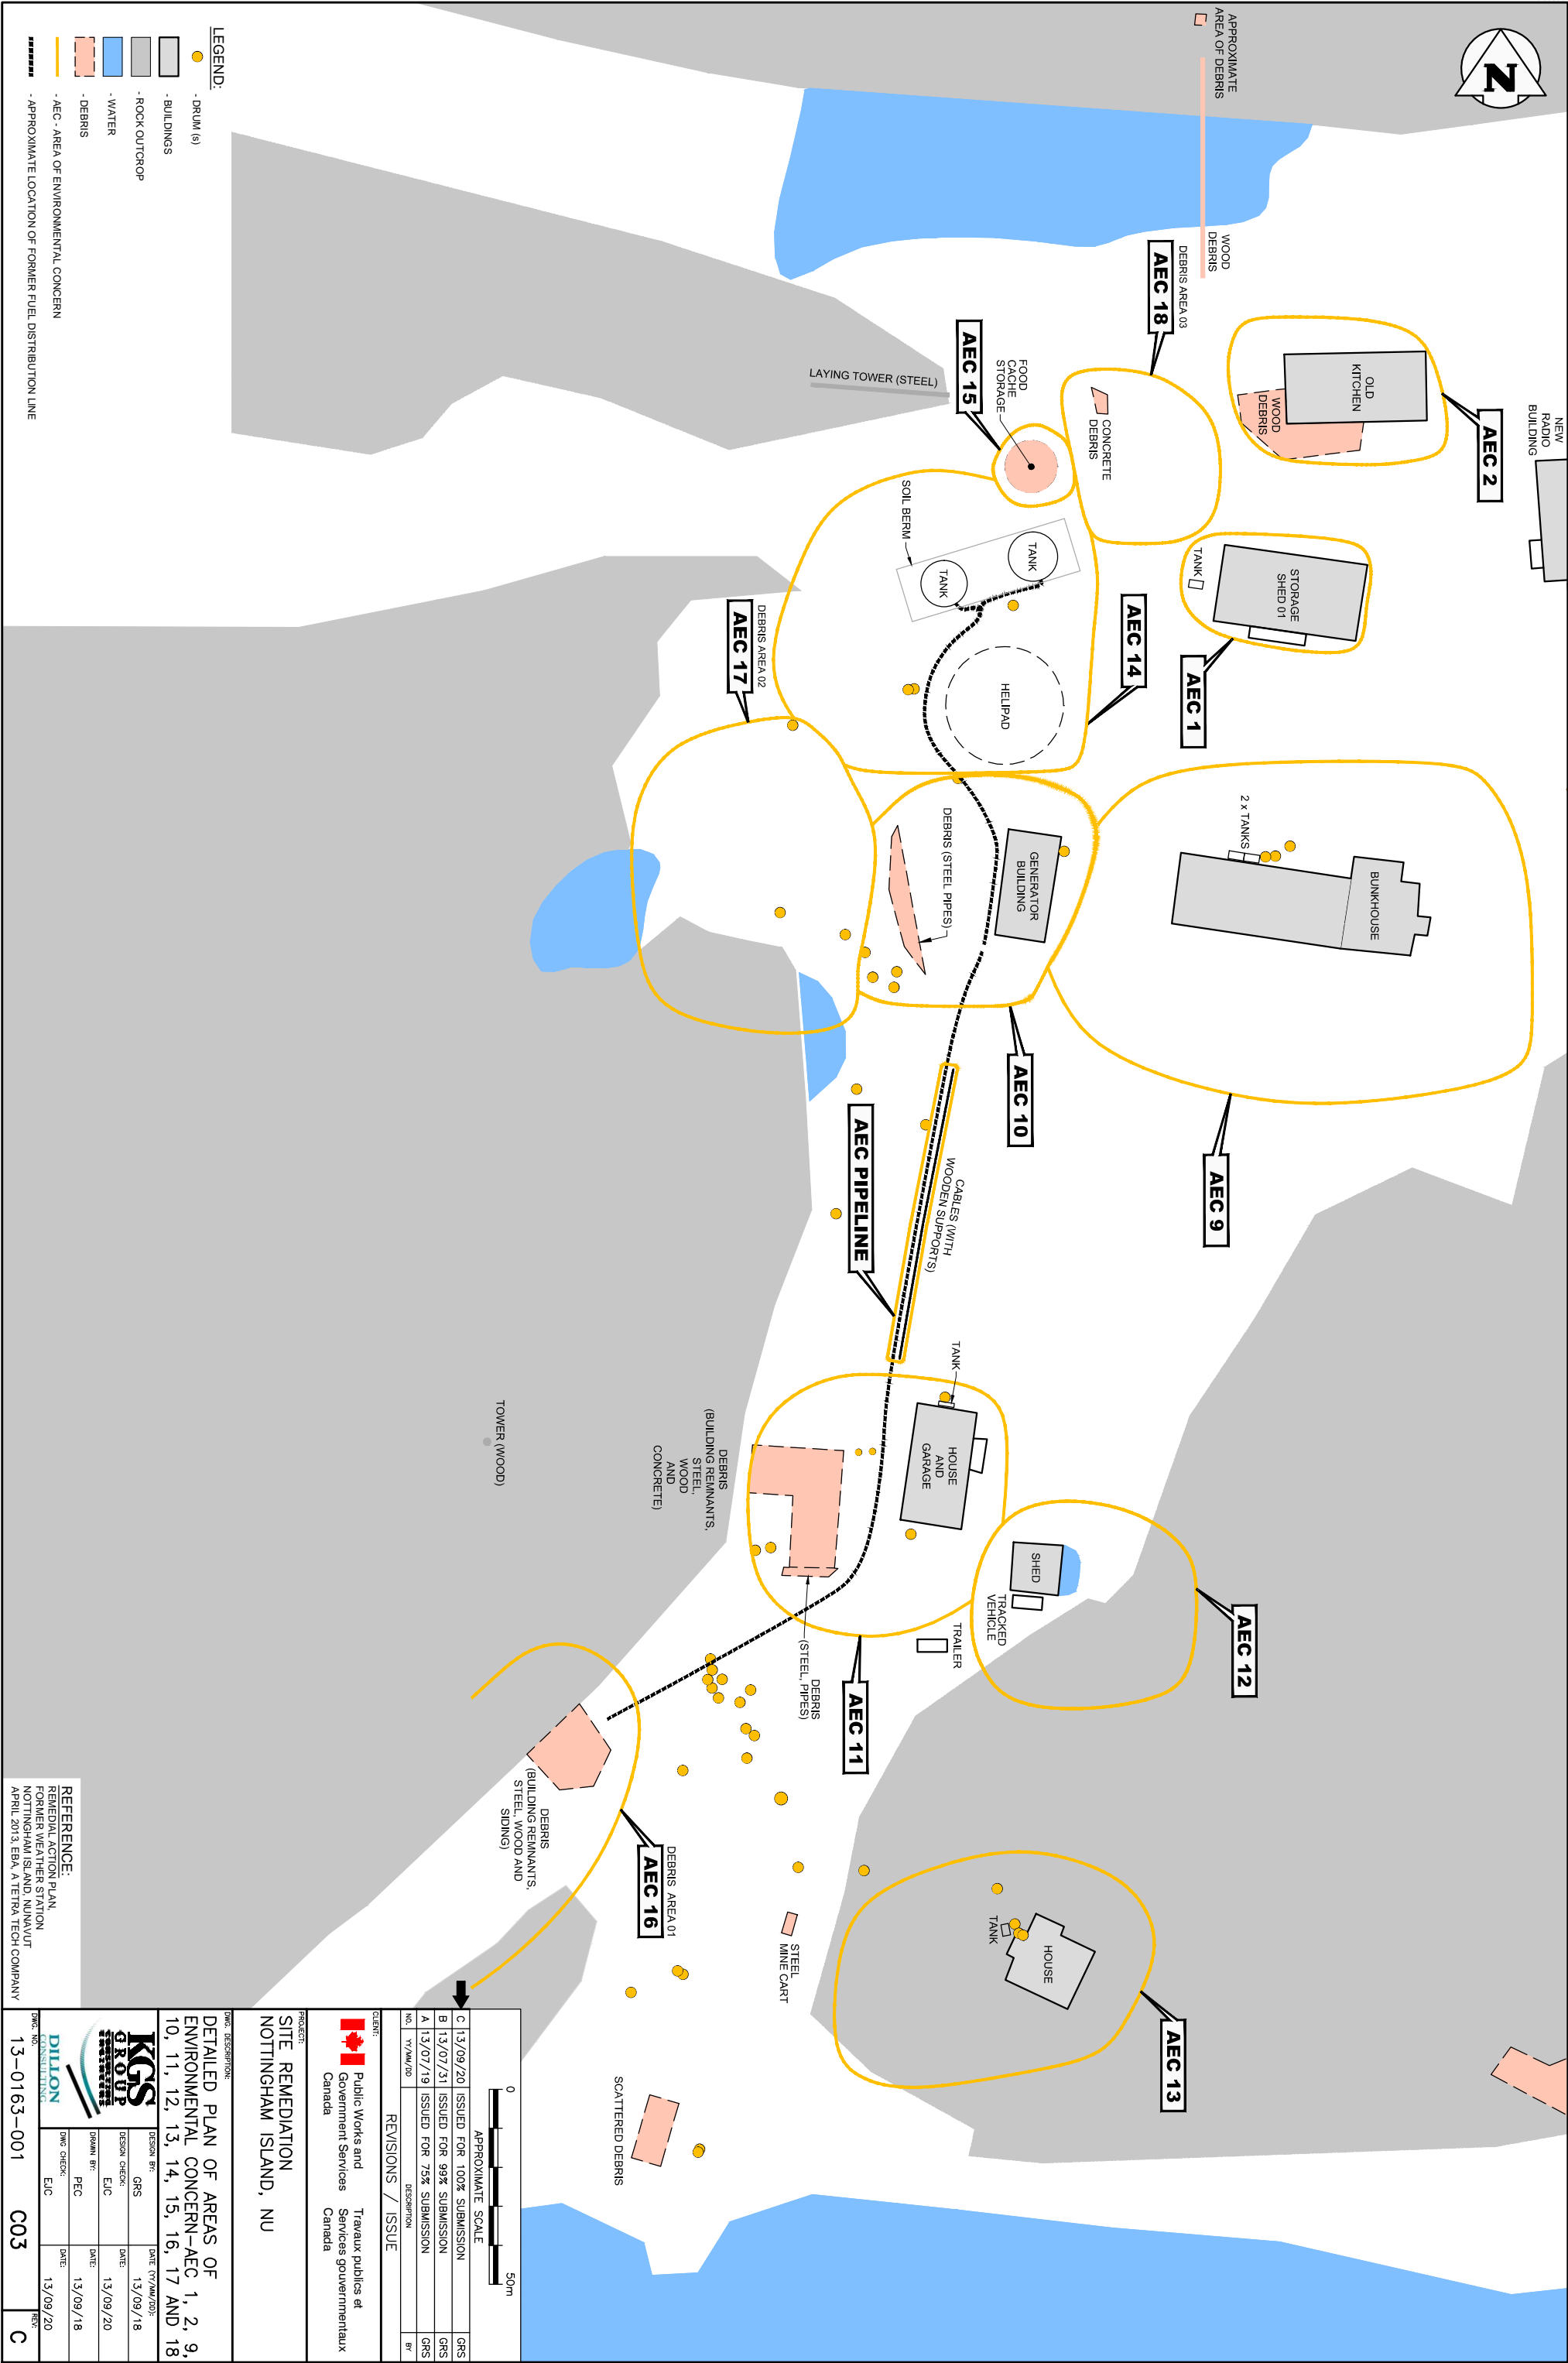 N
APPROXIMATE
AREA OF DEBRIS
WOOD
DEBRIS
DEBRIS AREA 03
AEC 18
OLD
KITCHEN
WOOD
DEBRIS
AEC 2
NEW
RADIO
BUILDING
FOOD
CACHE
STORAGE
AEC 15
CONCRETE
DEBRIS
LAYING TOWER (STEEL)
SOIL BERM
TANK
TANK
TANK
STORAGE
SHED 01
AEC 1
AEC 14
HELIPAD
DEBRIS AREA 02
AEC 17
2 x TANKS
BUNKHOUSE
AEC 9
GENERATOR
BUILDING
DEBRIS (STEEL PIPES)
AEC 10
CABLES (WITH
WOODEN SUPPORTS)
AEC PIPELINE
TANK
HOUSE
AND
GARAGE
SHED
TRACKED
VEHICLE
AEC 12
TRAILER
AEC 11
DEBRIS
(STEEL, PIPES)
DEBRIS
(BUILDING REMNANTS,
STEEL,
WOOD
AND
CONCRETE)
TOWER (WOOD)
DEBRIS
(BUILDING REMNANTS,
STEEL, WOOD AND
SIDING)
DEBRIS AREA 01
AEC 16
STEEL
MINE CART
TANK
HOUSE
AEC 13
SCATTERED DEBRIS
LEGEND:
- DRUM (s)
- BUILDINGS
- ROCK OUTCROP
- WATER
- DEBRIS
- AEC - AREA OF ENVIRONMENTAL CONCERN
- APPROXIMATE LOCATION OF FORMER FUEL DISTRIBUTION LINE
REFERENCE:
REMEDIAL ACTION PLAN,
FORMER WEATHER STATION
NOTTINGHAM ISLAND, NUNAVUT
APRIL 2013, EBA, A TETRA TECH COMPANY
0 50m
APPROXIMATE SCALE
C 13/09/20 ISSUED FOR 100% SUBMISSION GRS
B 13/07/31 ISSUED FOR 99% SUBMISSION GRS
A 13/07/19 ISSUED FOR 75% SUBMISSION GRS
NO. YY/MM/DD DESCRIPTION BY
REVISIONS / ISSUE
CLIENT:
Public Works and Travaux publics et
Government Services Services gouvernementaux
Canada Canada
PROJECT:
SITE REMEDIATION
NOTTINGHAM ISLAND, NU
DWG. DESCRIPTION:
DETAILED PLAN OF AREAS OF
ENVIRONMENTAL CONCERN-AEC 1, 2, 9,
10, 11, 12, 13, 14, 15, 16, 17 AND 18
KGS
GROUP
CONSULTING
ENGINEERS
DILLON
CONSULTING
DESIGN BY: GRS DATE (YY/MM/DD): 13/09/18
DESIGN CHECK: EJC DATE: 13/09/20
DRAWN BY: PEC DATE: 13/09/18
DWG CHECK: EJC DATE: 13/09/20
DWG. NO. 13-0163-001 C03 REV: C